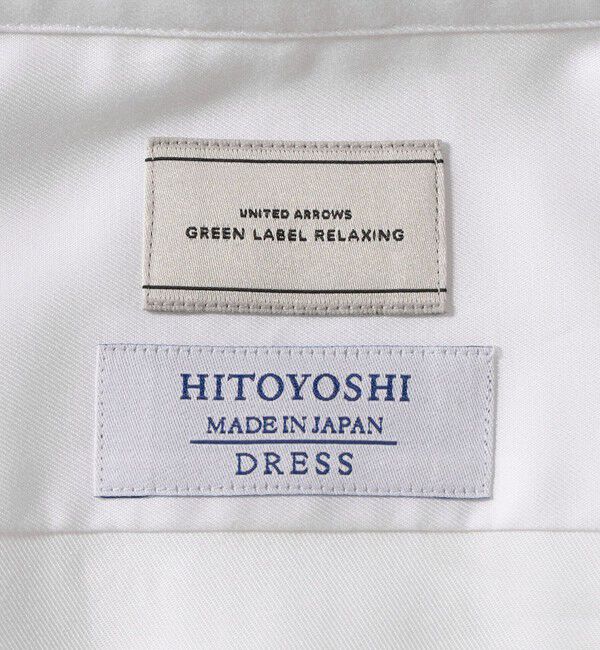 UNITED ARROWS
GREEN LABEL RELAXING
HITOYOSHI
MADE IN JAPAN
DRESS